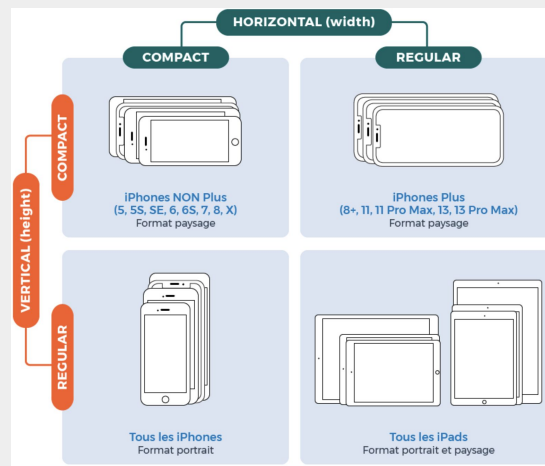 HORIZONTAL (width)
COMPACT
REGULAR
VERTICAL (height)
COMPACT
iPhones NON Plus
(5, 5S, SE, 6, 6S, 7, 8, X)
Format paysage
iPhones Plus
(8+, 11, 11 Pro Max, 13, 13 Pro Max)
Format paysage
REGULAR
Tous les iPhones
Format portrait
Tous les iPads
Format portrait et paysage